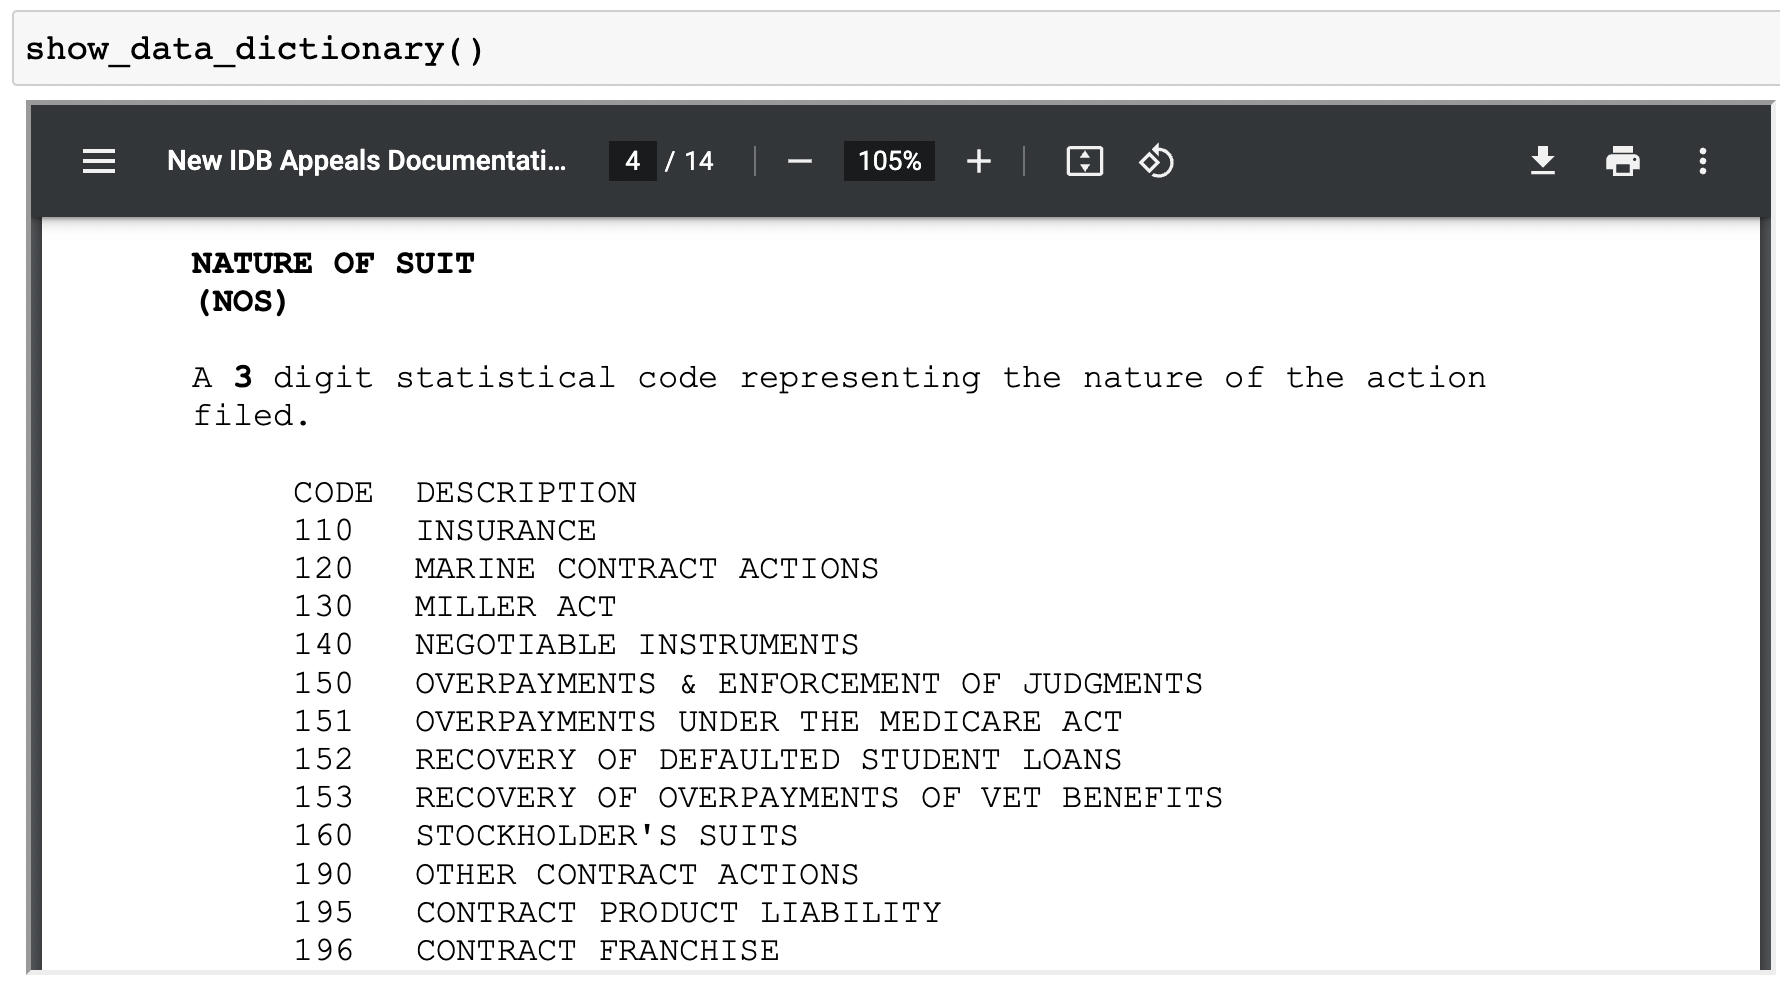 show_data_dictionary()
New IDB Appeals Documentati... 4 / 14 105%
NATURE OF SUIT
(NOS)
A 3 digit statistical code representing the nature of the action
filed.
CODE DESCRIPTION
110 INSURANCE
120 MARINE CONTRACT ACTIONS
130 MILLER ACT
140 NEGOTIABLE INSTRUMENTS
150 OVERPAYMENTS & ENFORCEMENT OF JUDGMENTS
151 OVERPAYMENTS UNDER THE MEDICARE ACT
152 RECOVERY OF DEFAULTED STUDENT LOANS
153 RECOVERY OF OVERPAYMENTS OF VET BENEFITS
160 STOCKHOLDER'S SUITS
190 OTHER CONTRACT ACTIONS
195 CONTRACT PRODUCT LIABILITY
196 CONTRACT FRANCHISE